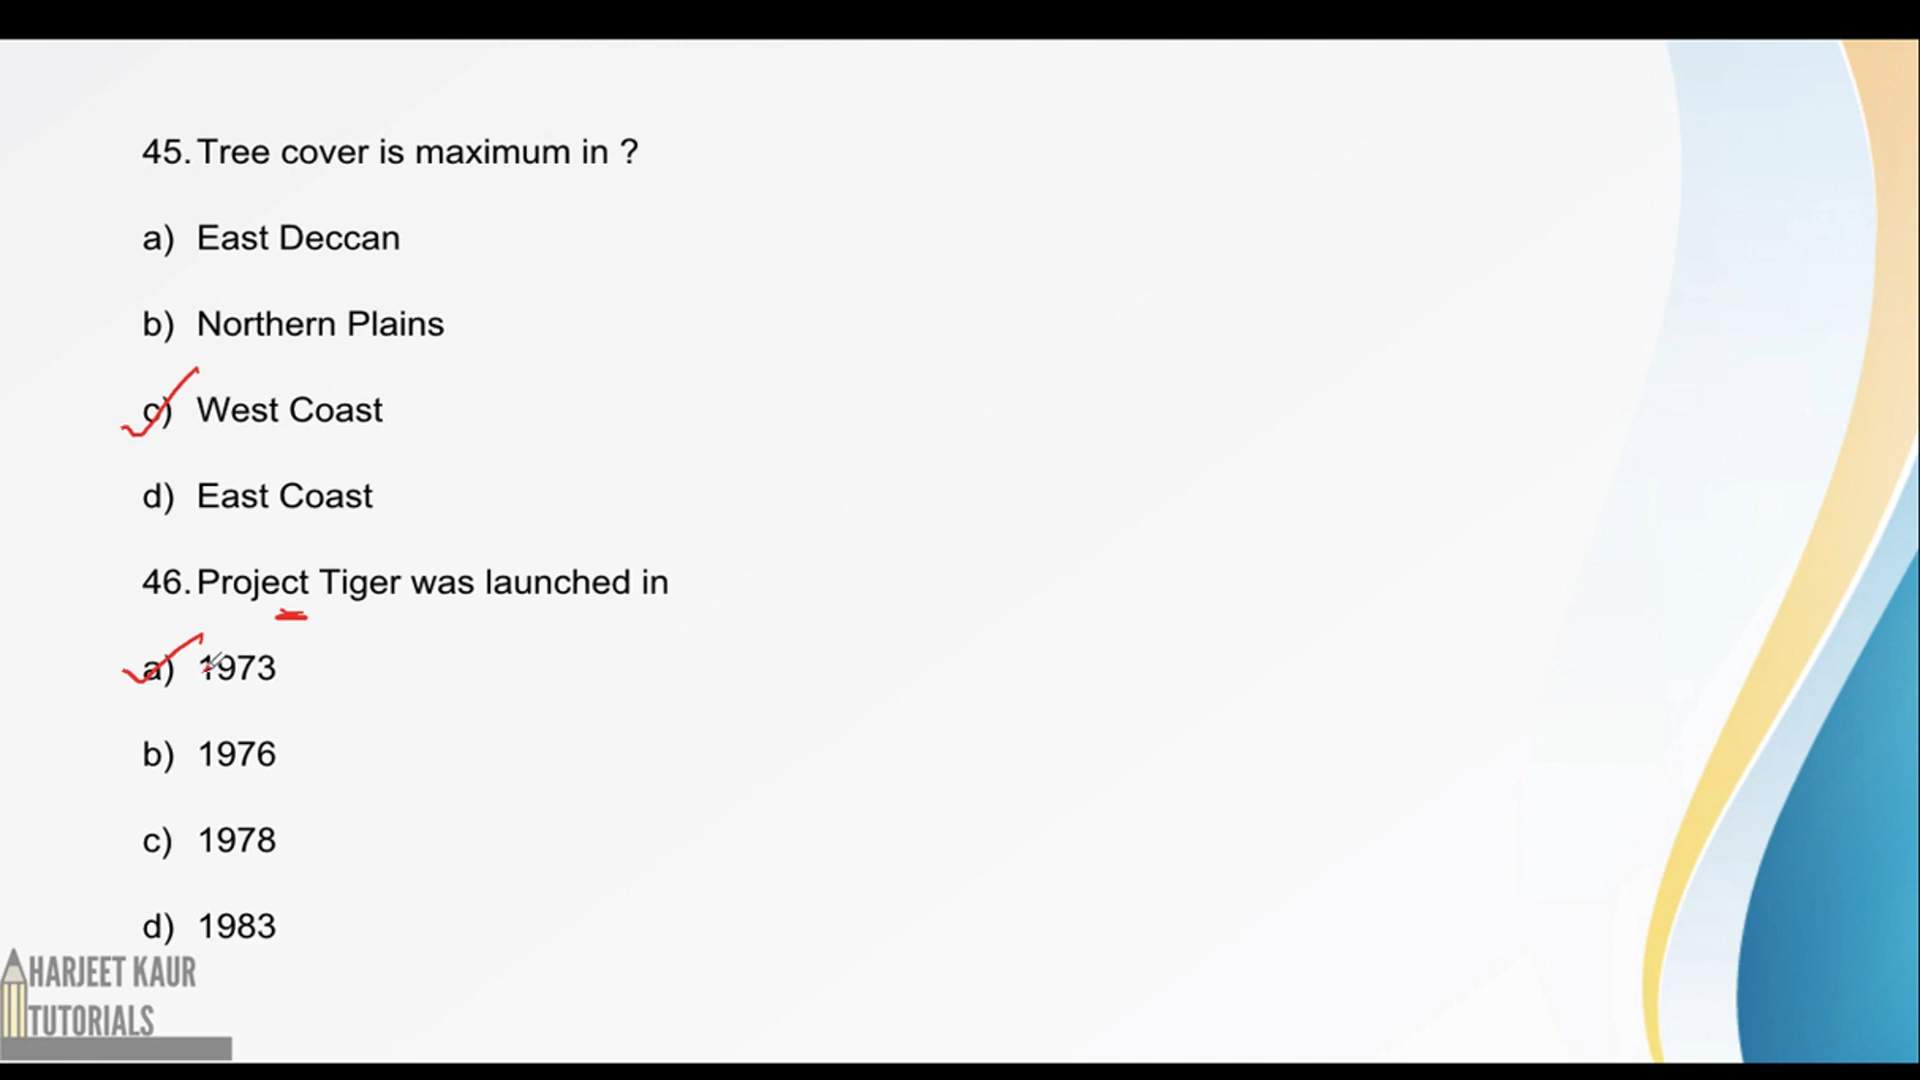 45. Tree cover is maximum in ?
a) East Deccan
b) Northern Plains
c) West Coast
d) East Coast
46. Project Tiger was launched in
a) 1973
b) 1976
c) 1978
d) 1983
HARJEET KAUR
TUTORIALS